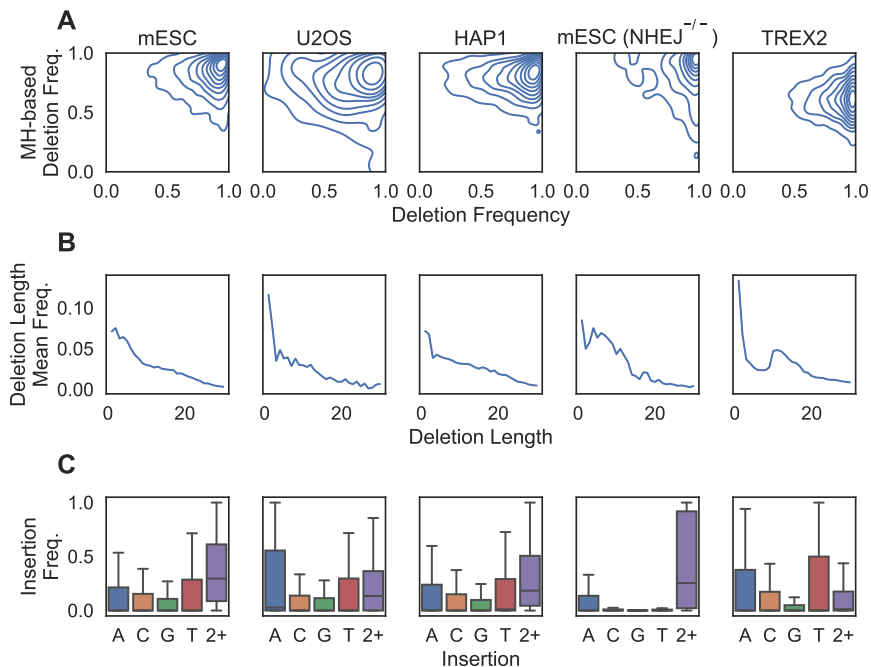 A
mESC U2OS HAP1 mESC (NHEJ−/−) TREX2
MH-based
Deletion Freq.
1.0
0.5
0.0
0.0 0.5 1.0 0.0 0.5 1.0 0.0 0.5 1.0 0.0 0.5 1.0 0.0 0.5 1.0
Deletion Frequency
B
Deletion Length
Mean Freq.
0.10
0.05
0.00
0 20 0 20 0 20 0 20 0 20
Deletion Length
C
Insertion
Freq.
1.0
0.5
0.0
A C G T 2+ A C G T 2+ A C G T 2+ A C G T 2+ A C G T 2+
Insertion